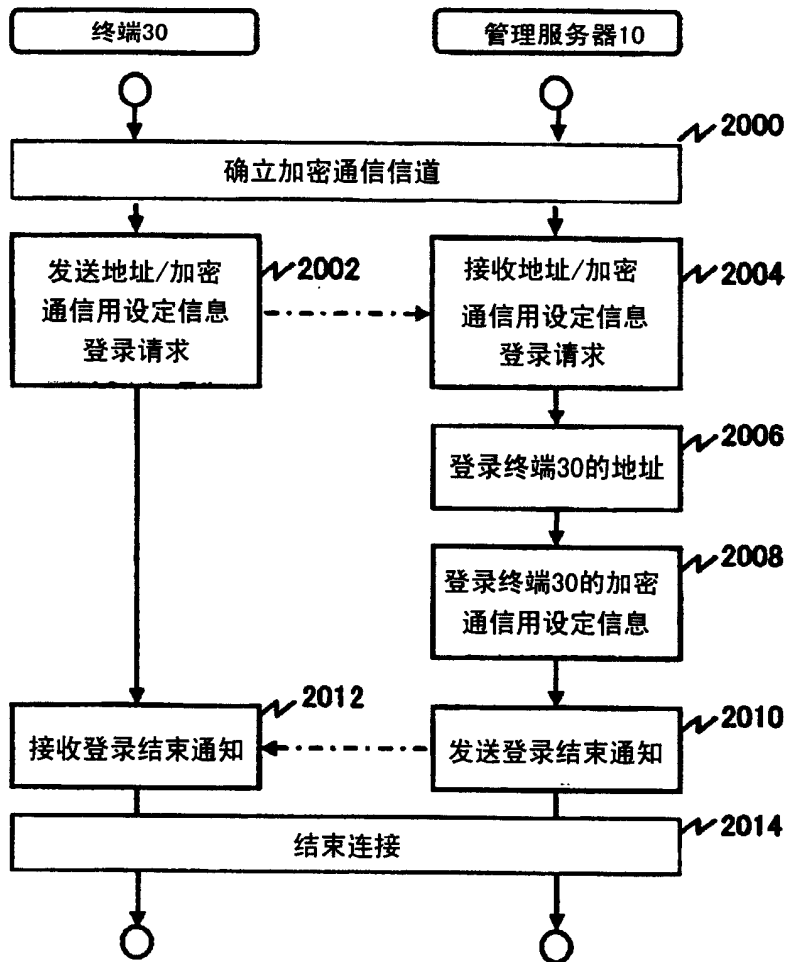 终端30
管理服务器10
2000
确立加密通信信道
发送地址/加密
通信用设定信息
登录请求
2002
接收地址/加密
通信用设定信息
登录请求
2004
登录终端30的地址
2006
登录终端30的加密
通信用设定信息
2008
接收登录结束通知
2012
发送登录结束通知
2010
结束连接
2014